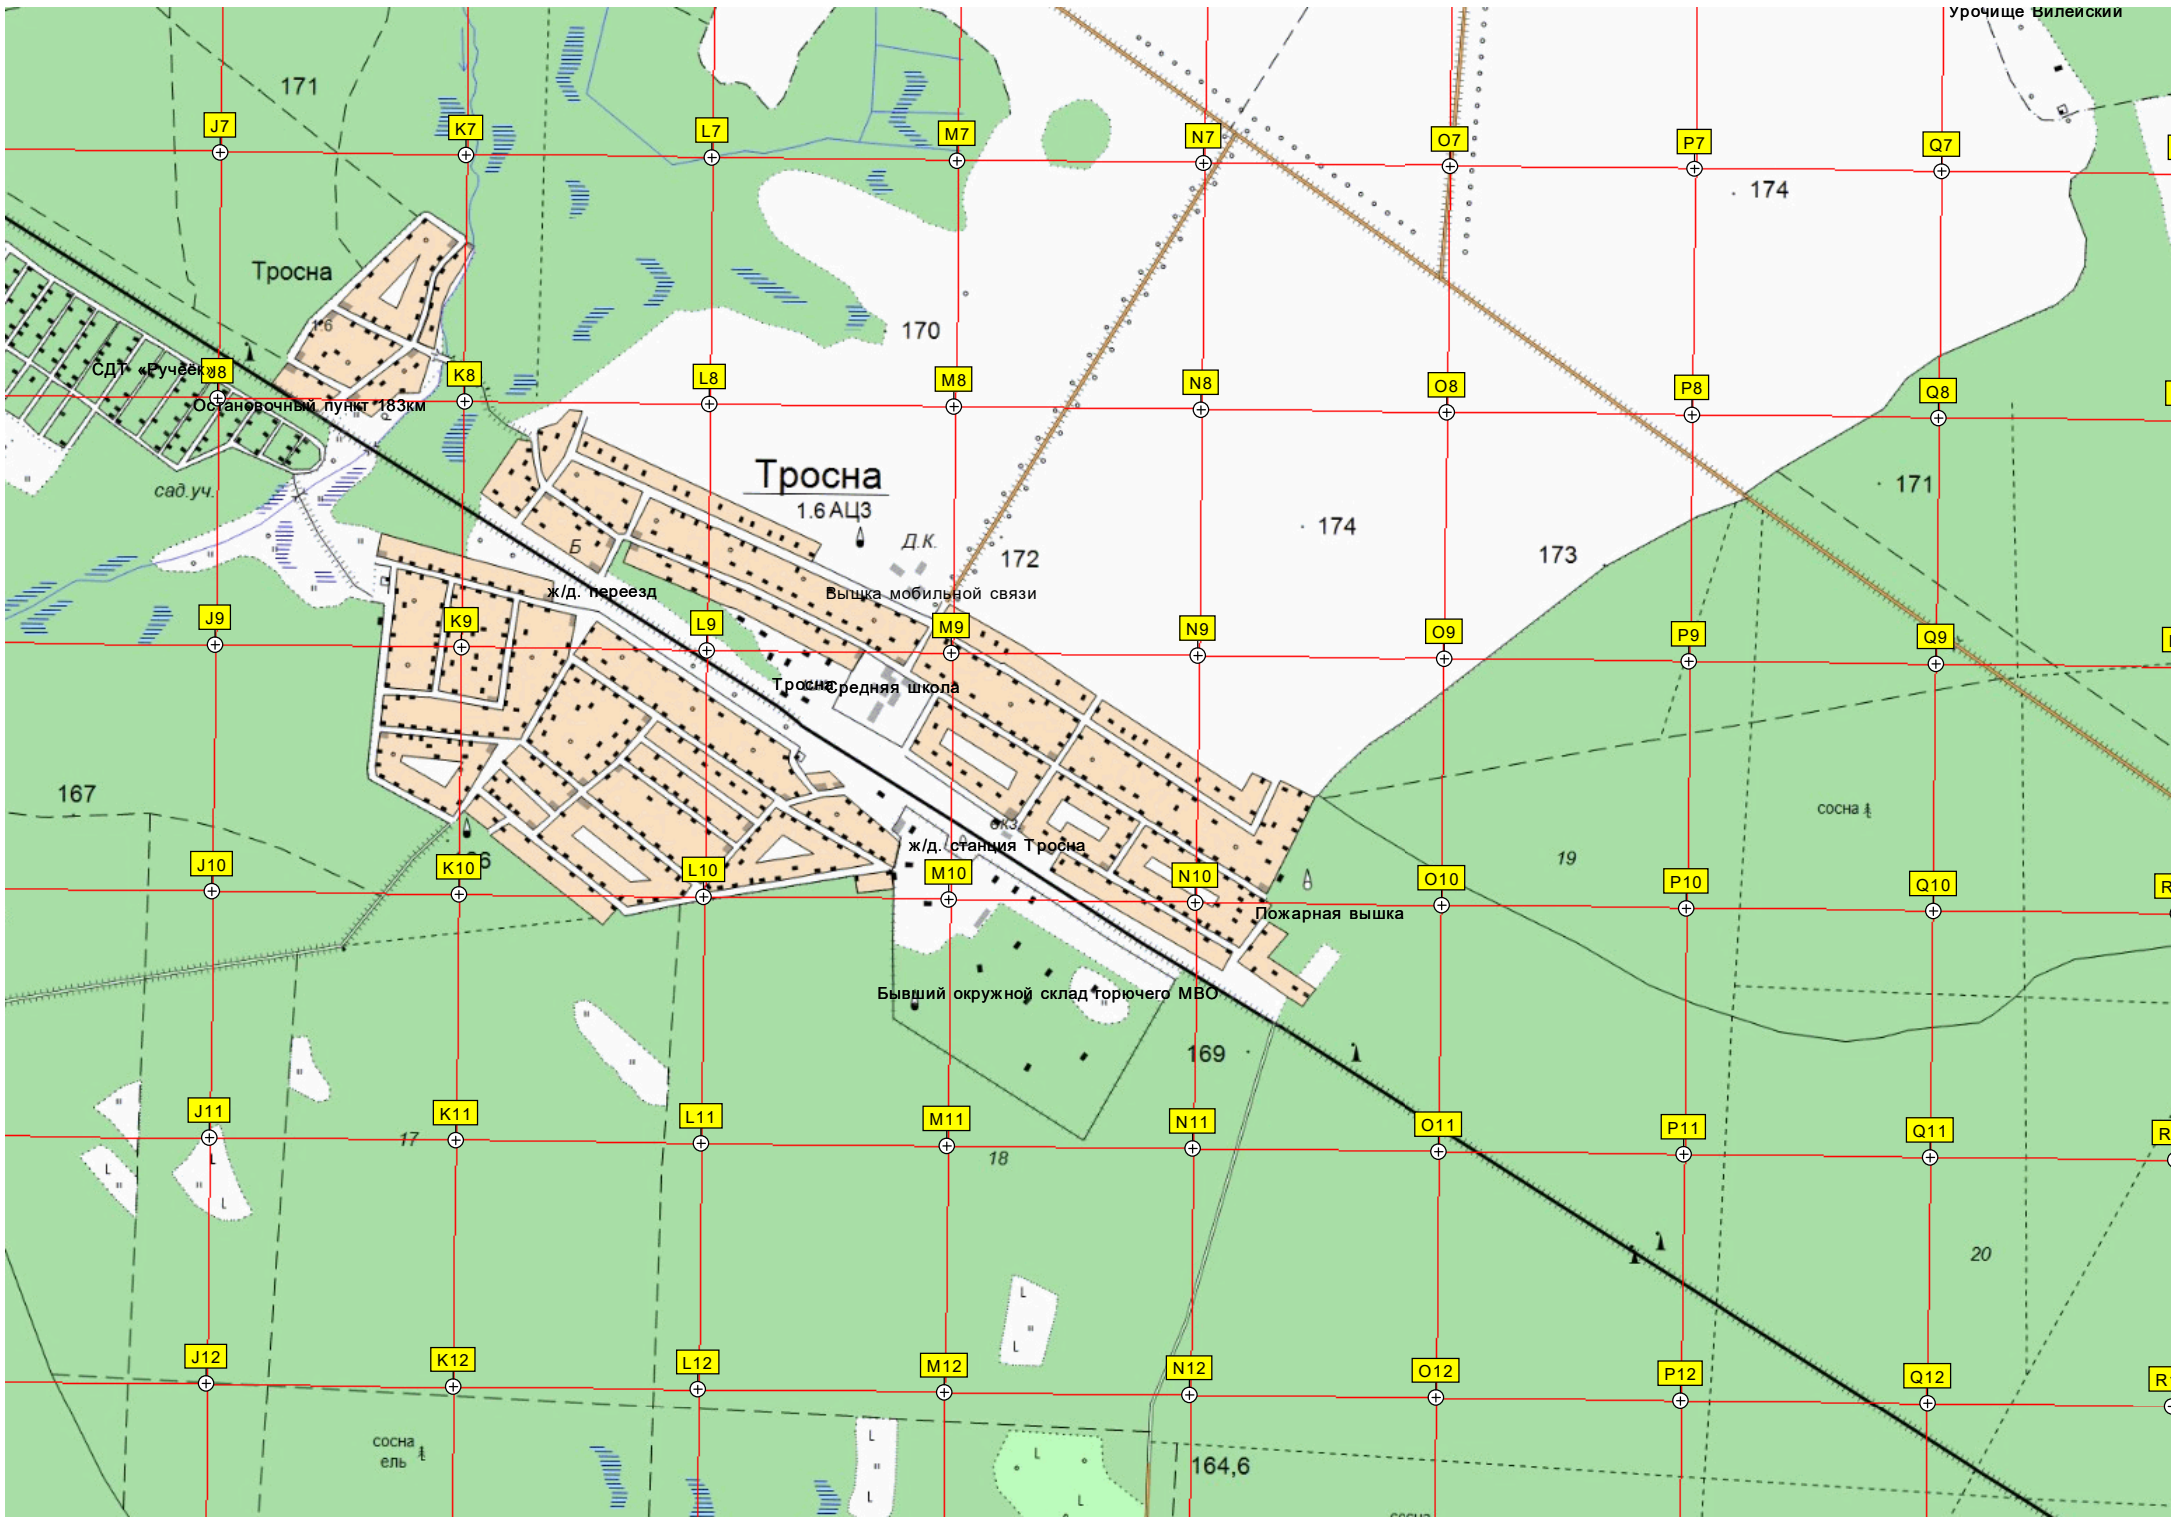 Урочище Вилейский
171
J7
K7
L7
M7
N7
O7
P7
Q7
174
Тросна
1.6
170
СДТ «Ручеек»
J8
K8
L8
M8
N8
O8
P8
Q8
Остановочный пункт 183км
сад.уч.
Тросна
1.6 АЦЗ
171
174
Б
Д.К.
172
173
ж/д. переезд
Вышка мобильной связи
J9
K9
L9
M9
N9
O9
P9
Q9
Тросна
Средняя школа
167
сосна
ж/д. станция Тросна
19
J10
K10
L10
M10
N10
O10
P10
Q10
R
Пожарная вышка
Бывший окружной склад горючего МВО
169
J11
K11
L11
M11
N11
O11
P11
Q11
R
17
18
L
L
L
20
L
L
J12
K12
L12
M12
N12
O12
P12
Q12
R
сосна
ель
L
L
L
L
164,6